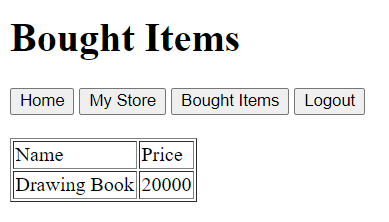 Bought Items
Home My Store Bought Items Logout
Name Price
Drawing Book 20000